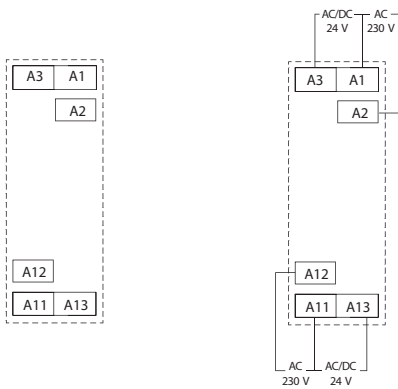 AC/DC AC
24 V 230 V
A3 A1
A2
A12
A11 A13
A3 A1
A2
A12
A11 A13
AC AC/DC
230 V 24 V